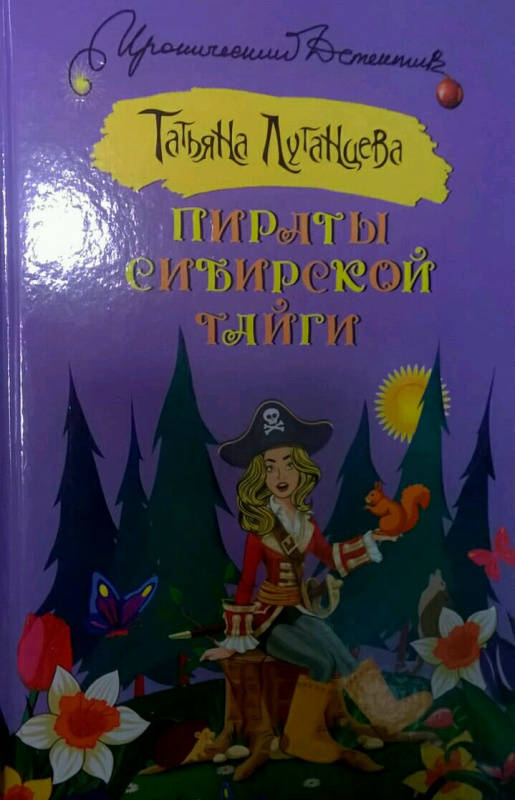 Иронический Детектив
Татьяна Луганцева
ПИРАТЫ
СИБИРСКОЙ
ТАЙГИ